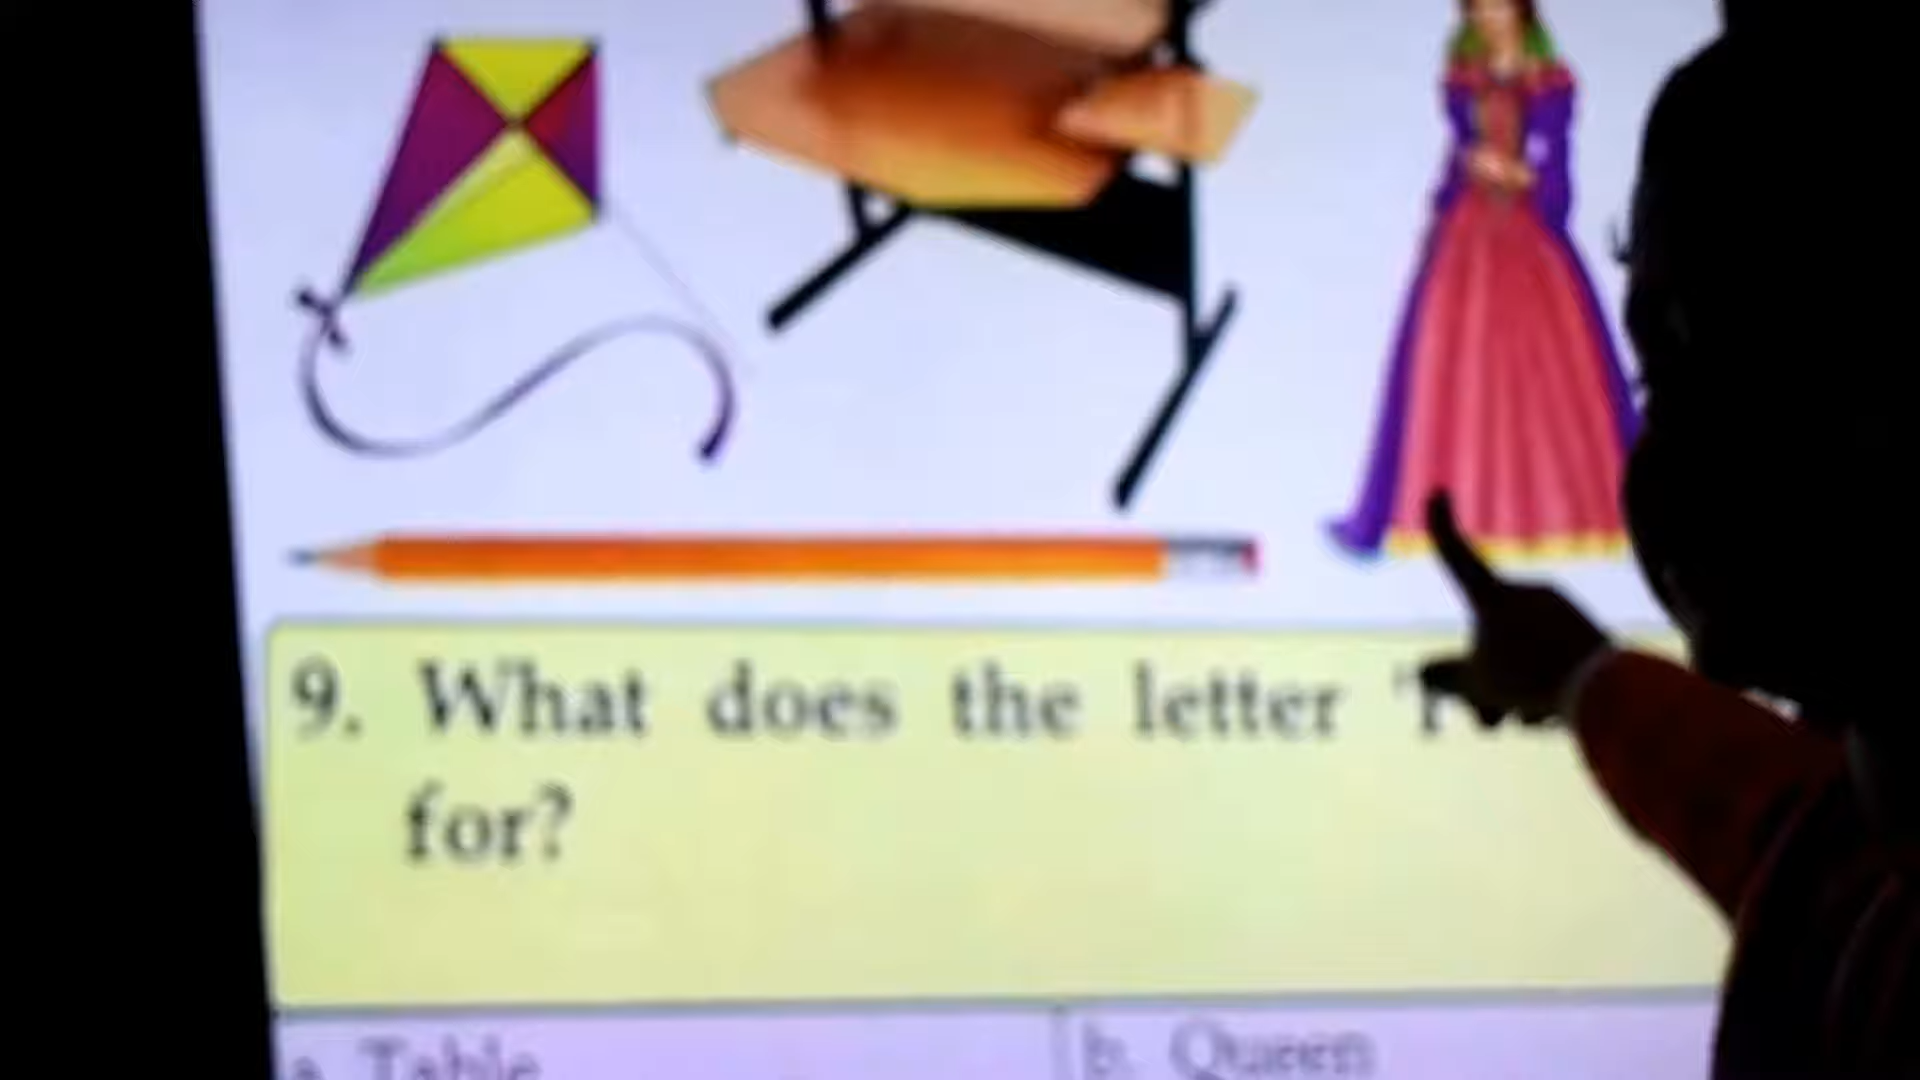 9. What does the letter
for?
a. Table
b. Queen